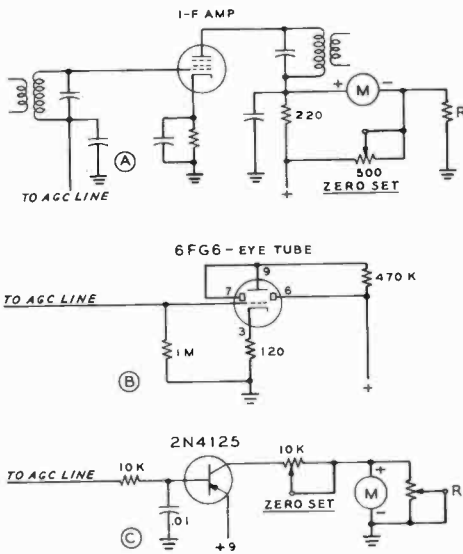 I-F AMP
+ M -
220
R
500
ZERO SET
+
A
TO AGC LINE
6FG6 - EYE TUBE
9
7
6
470 K
TO AGC LINE
3
1M
120
B
+
2N4125
10K
TO AGC LINE
10K
ZERO SET
+
M
-
R
.01
C
+9